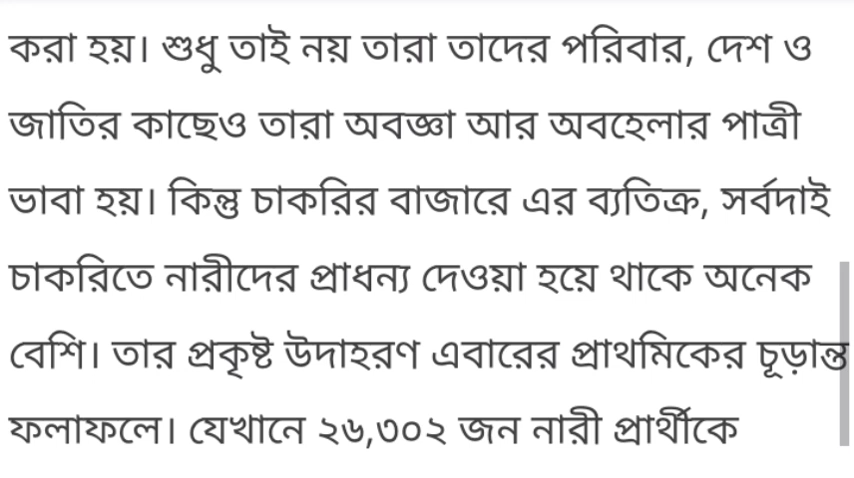 করা হয়। শুধু তাই নয় তারা তাদের পরিবার, দেশ ও
জাতির কাছেও তারা অবজ্ঞা আর অবহেলার পাত্রী
ভাবা হয়। কিন্তু চাকরির বাজারে এর ব্যতিক্র, সর্বদাই
চাকরিতে নারীদের প্রাধন্য দেওয়া হয়ে থাকে অনেক
বেশি। তার প্রকৃষ্ট উদাহরণ এবারের প্রাথমিকের চূড়ান্ত
ফলাফলে। যেখানে ২৬,৩০২ জন নারী প্রার্থীকে